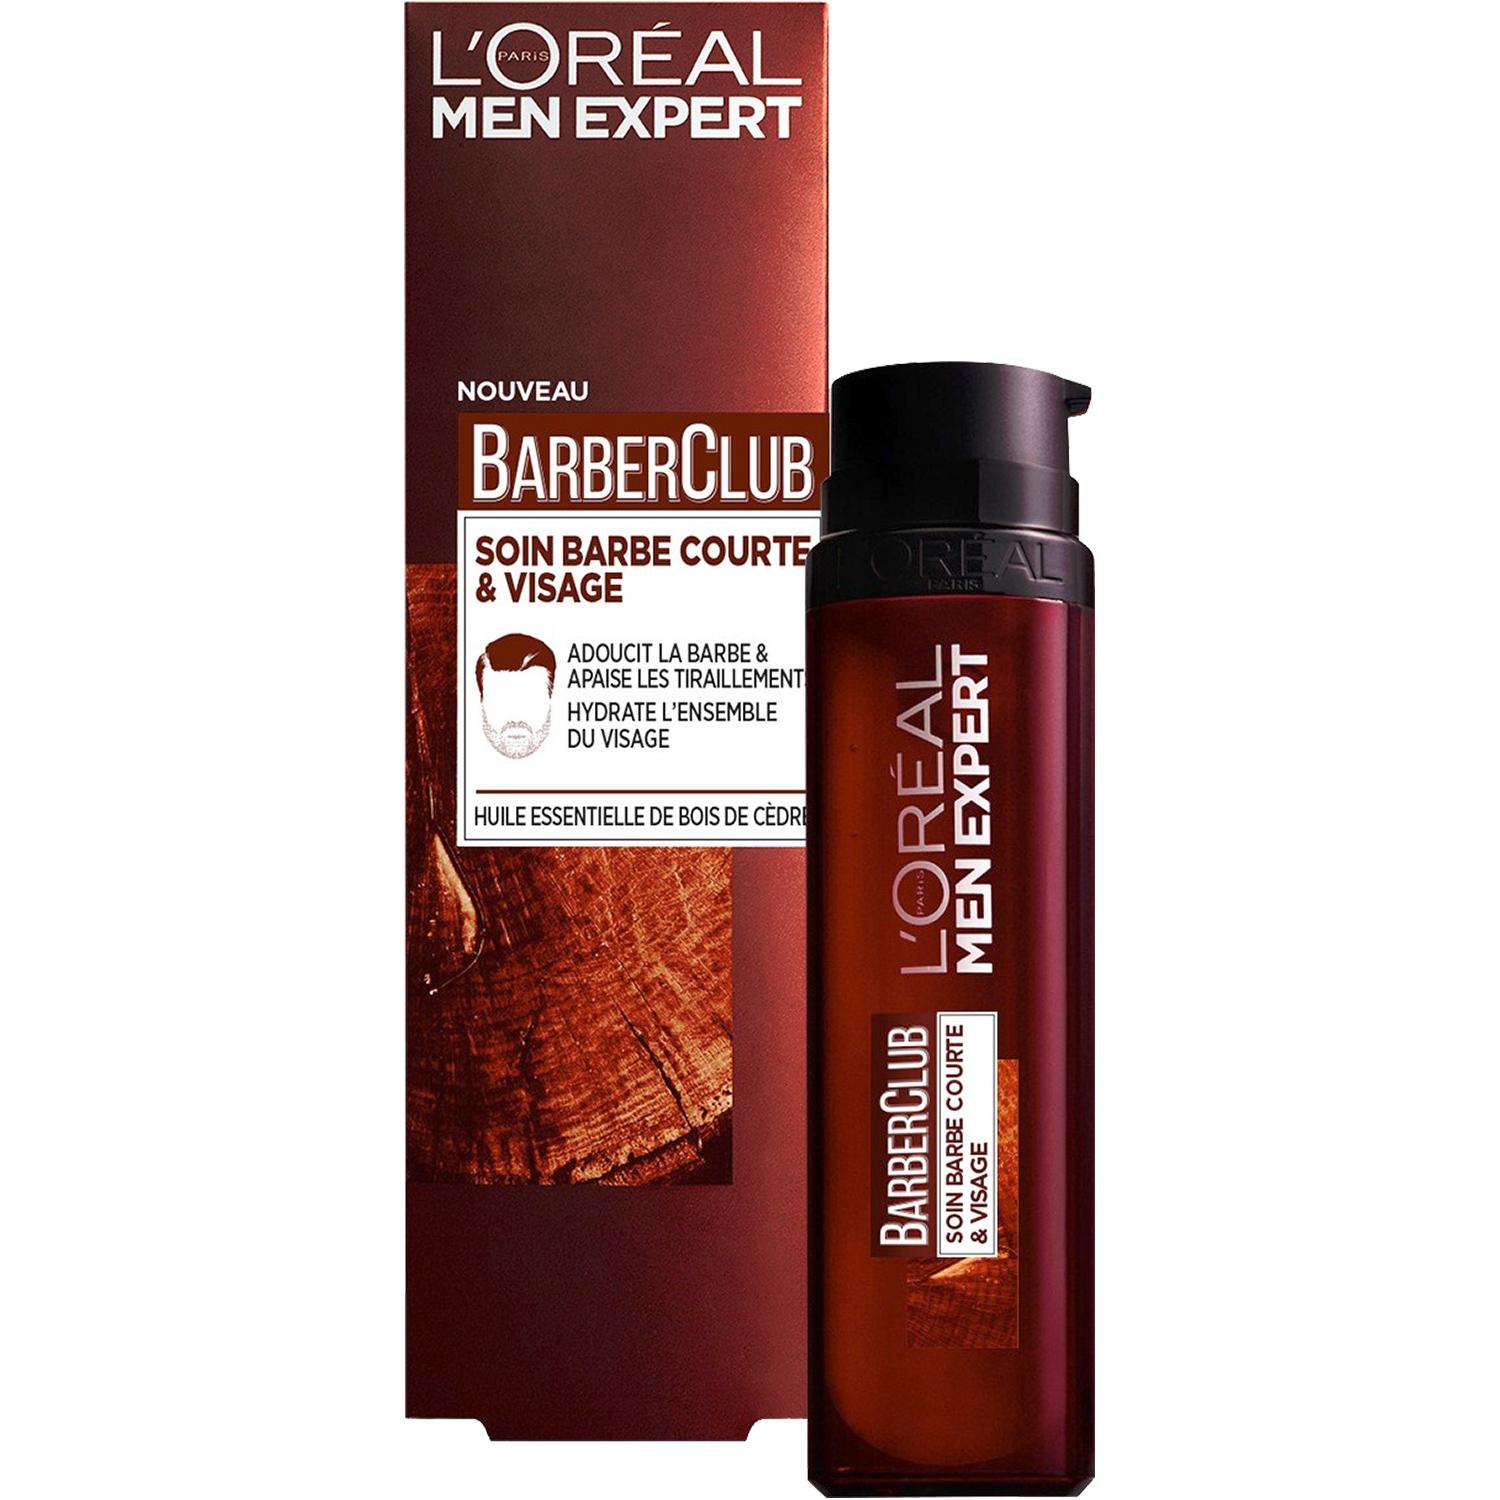 L'ORÉAL
PARIS
MEN EXPERT
NOUVEAU
BARBERCLUB
SOIN BARBE COURTE
& VISAGE
ADOUCIT LA BARBE &
APAISE LES TIRAILLEMENTS
HYDRATE L'ENSEMBLE
DU VISAGE
HUILE ESSENTIELLE DE BOIS DE CÈDRE
L'ORÉAL
PARIS
L'ORÉAL
PARIS
MEN EXPERT
BARBERCLUB
SOIN BARBE COURTE
& VISAGE